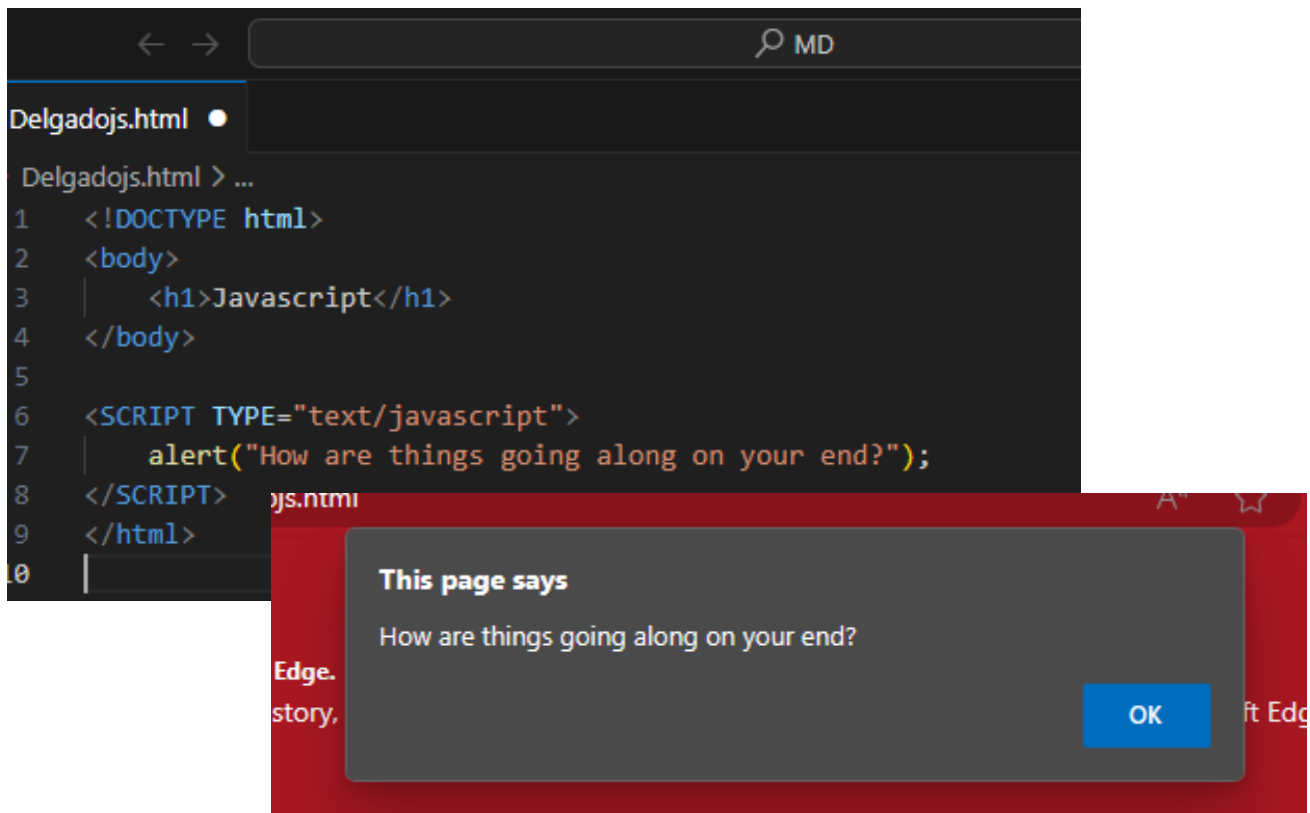 MD
Delgadojs.html
Delgadojs.html > ...
1 <!DOCTYPE html>
2 <body>
3 <h1>Javascript</h1>
4 </body>
5
6 <SCRIPT TYPE="text/javascript">
7 alert("How are things going along on your end?");
8 </SCRIPT>
9 </html>
10
ojs.html
This page says
How are things going along on your end?
Edge.
story,
OK
ft Edg